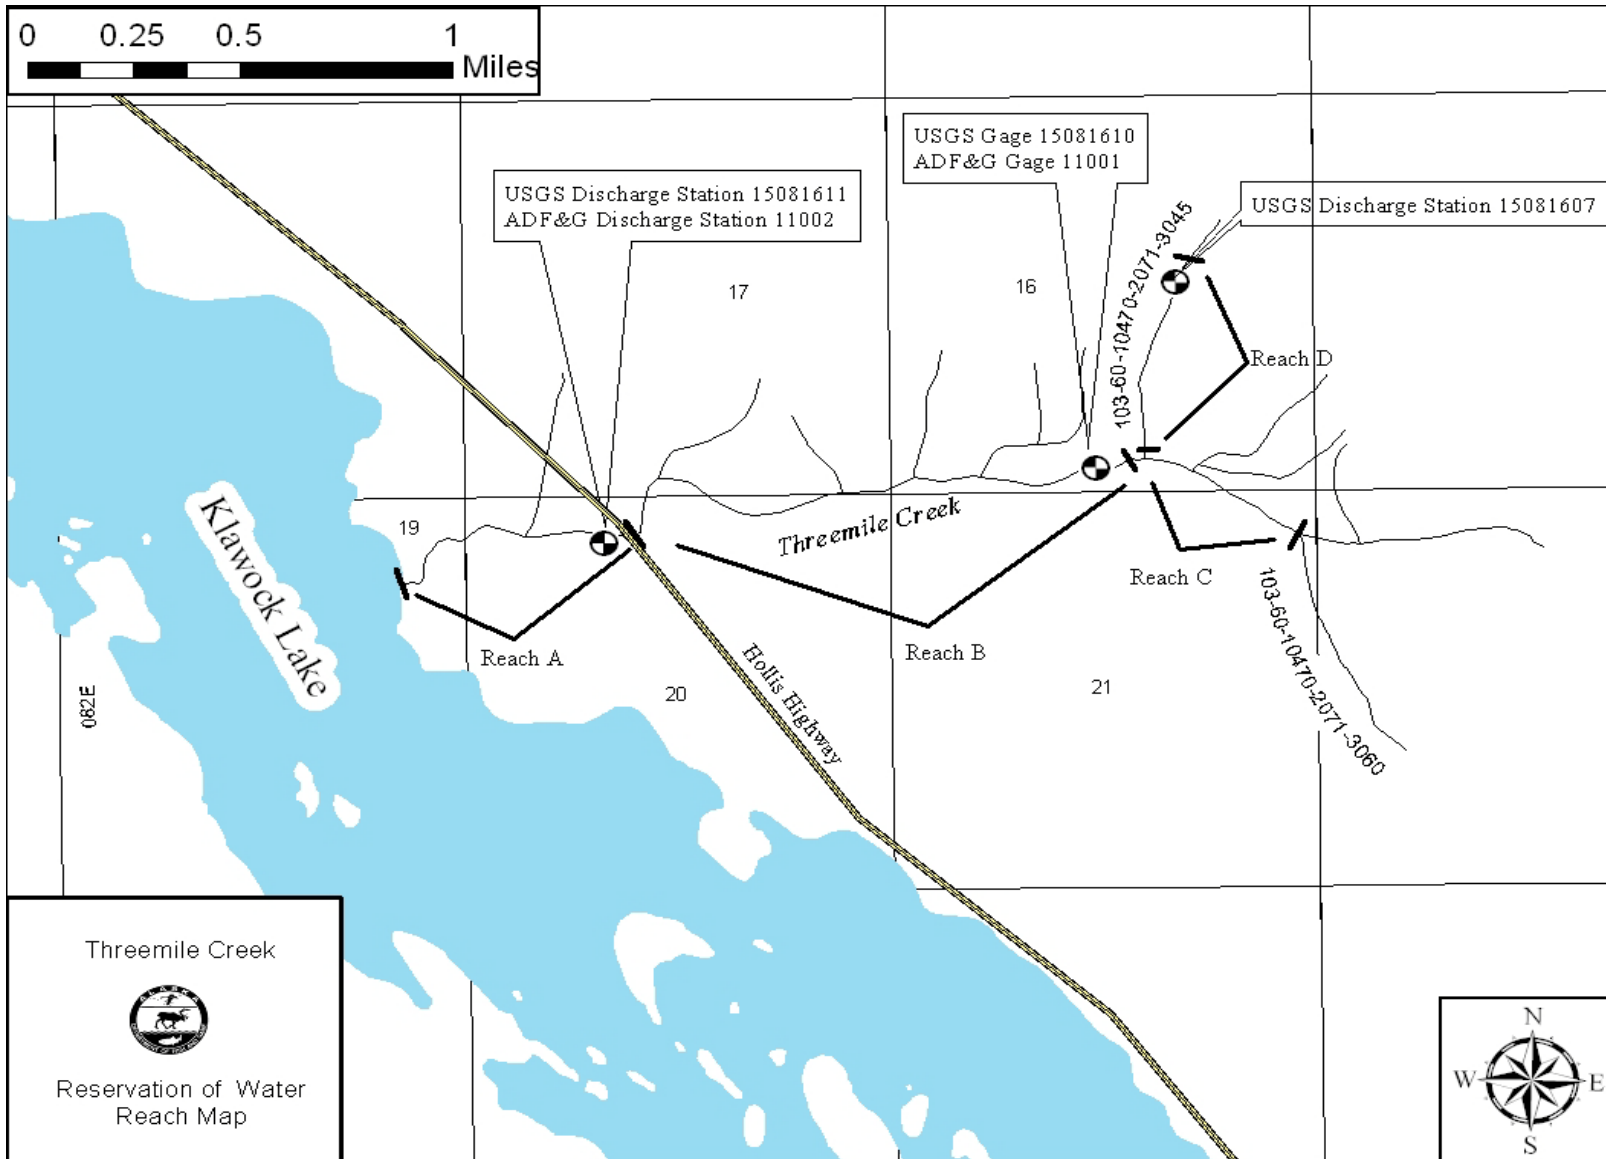 0 0.25 0.5 1
Miles
USGS Gage 15081610
ADF&G Gage 11001
USGS Discharge Station 15081611
ADF&G Discharge Station 11002
USGS Discharge Station 15081607
103-60-10470-2071-3045
17
16
Reach D
Klawock Lake
19
Threemile Creek
Reach C
103-60-10470-2071-3060
Reach A
Reach B
Hollis Highway
20
21
082E
Threemile Creek
ALASKA
Reservation of Water
Reach Map
N
W E
S